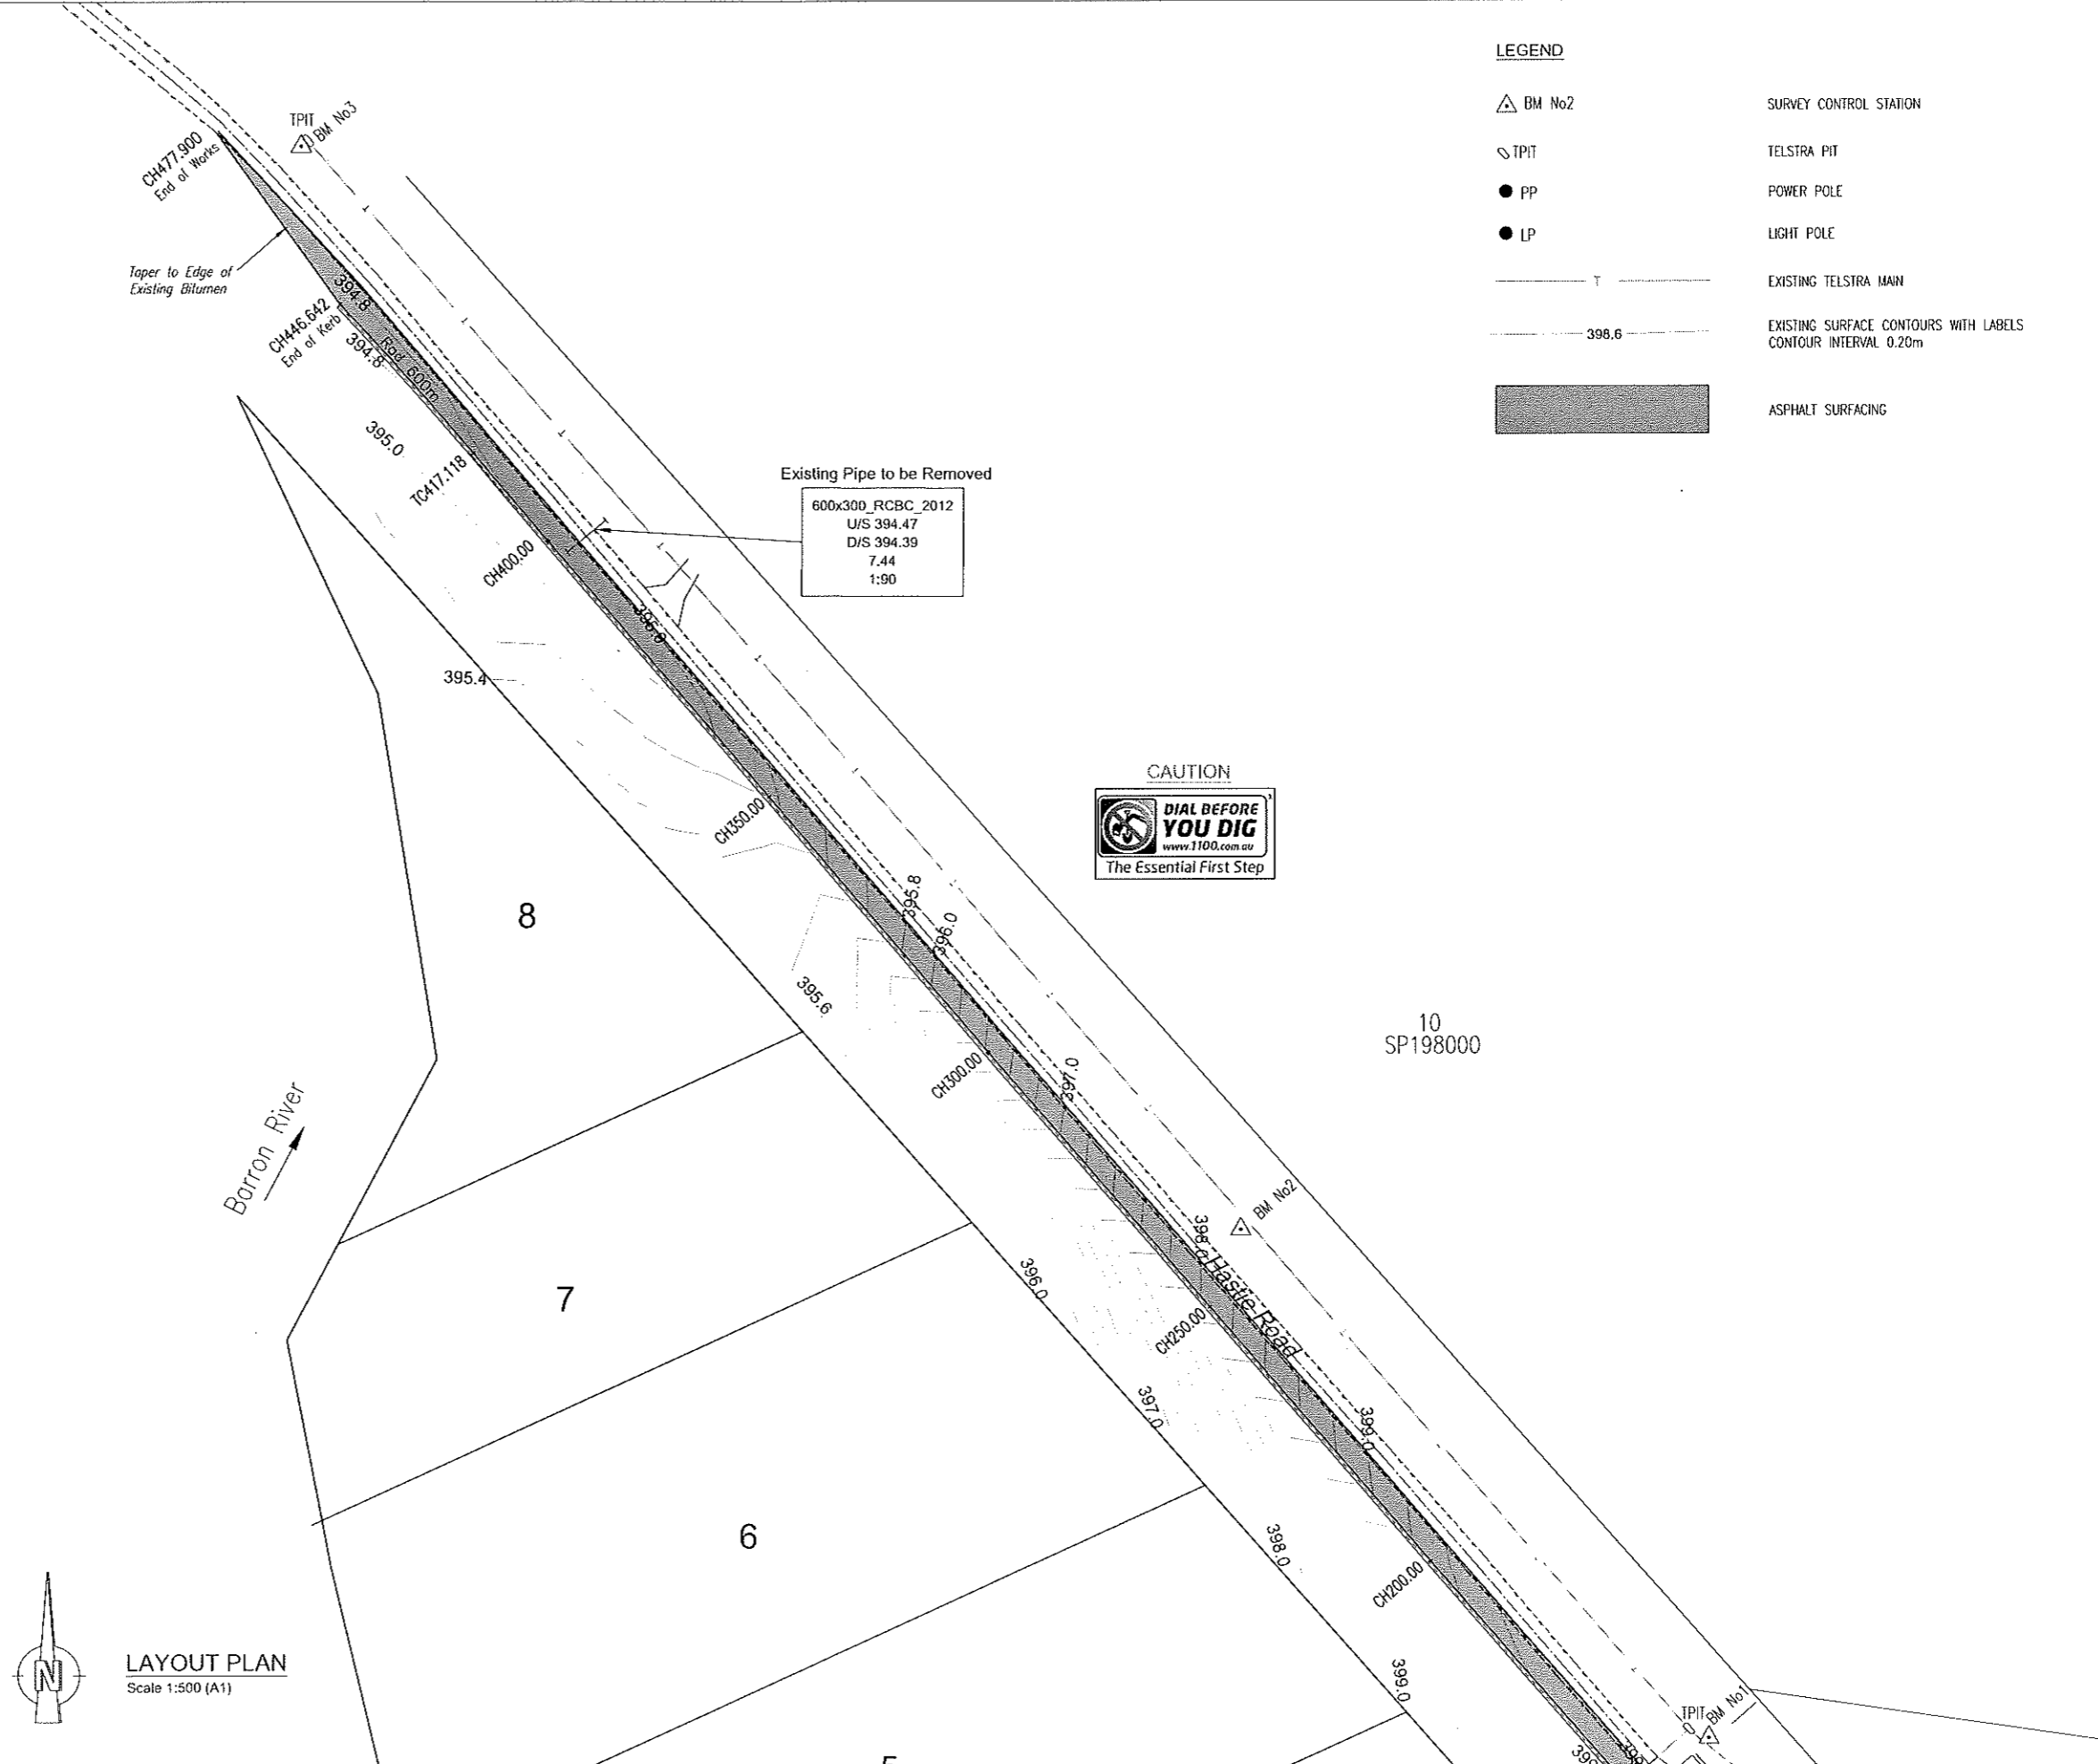 LEGEND
BM No2
SURVEY CONTROL STATION
TPIT
TELSTRA PIT
PP
POWER POLE
LP
LIGHT POLE
T
EXISTING TELSTRA MAIN
398.6
EXISTING SURFACE CONTOURS WITH LABELS
CONTOUR INTERVAL 0.20m
ASPHALT SURFACING
TPIT
BM No3
CH477.900
End of Works
Taper to Edge of
Existing Bitumen
394.8
CH446.642
End of Kerb
394.8
Rad 600m
395.0
TC417.118
Existing Pipe to be Removed
600x300_RCBC_2012
U/S 394.47
D/S 394.39
7.44
1:90
CH400.00
395.4
CAUTION
DIAL BEFORE
YOU DIG
www.1100.com.au
The Essential First Step
CH350.00
395.8
396.0
8
395.6
10
SP198000
CH300.00
397.0
Barron River
BM No2
398.0
Hastie Road
7
396.0
CH250.00
397.0
399.0
6
398.0
CH200.00
N
LAYOUT PLAN
Scale 1:500 (A1)
399.0
TPIT
BM No1